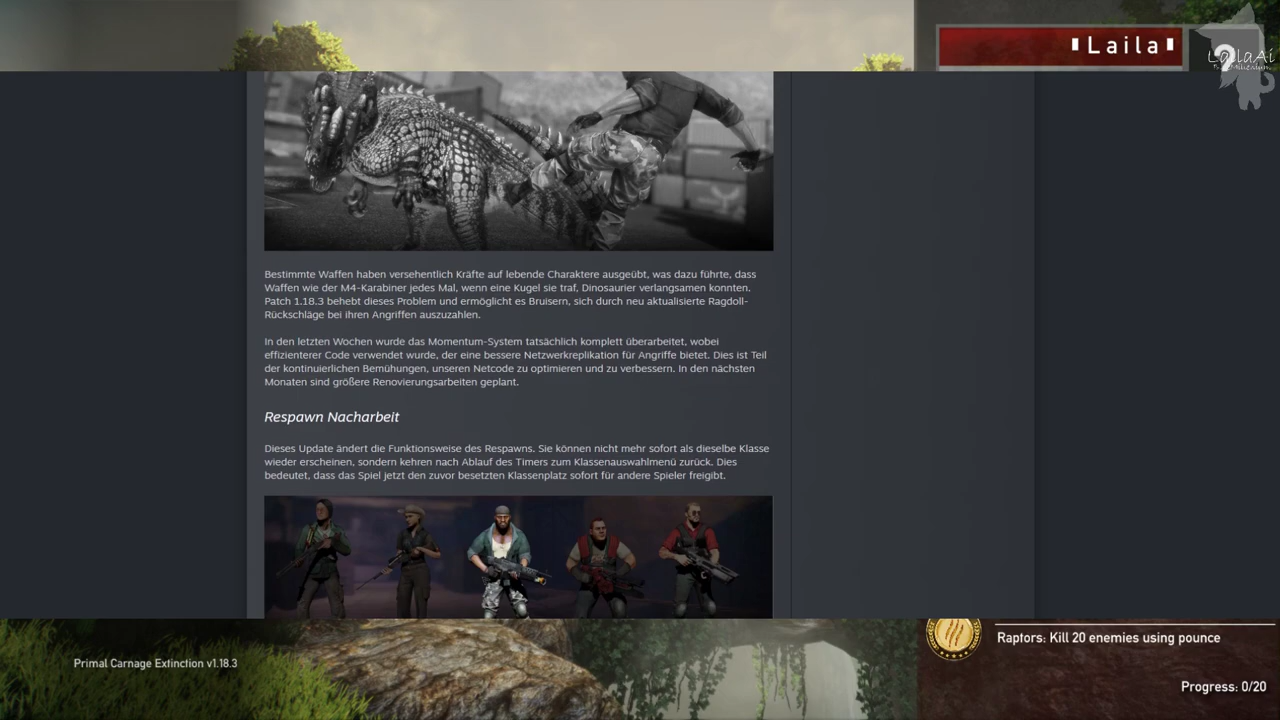 Laila
?
LailaAi
Bestimmte Waffen haben versehentlich Kräfte auf lebende Charaktere ausgeübt, was dazu führte, dass
Waffen wie der M4-Karabiner jedes Mal, wenn eine Kugel sie traf, Dinosaurier verlangsamen konnten.
Patch 1.18.3 behebt dieses Problem und ermöglicht es Bruisern, sich durch neu aktualisierte Ragdoll-
Rückschläge bei ihren Angriffen auszuzahlen.
In den letzten Wochen wurde das Momentum-System tatsächlich komplett überarbeitet, wobei
effizienterer Code verwendet wurde, der eine bessere Netzwerkreplikation für Angriffe bietet. Dies ist Teil
der kontinuierlichen Bemühungen, unseren Netcode zu optimieren und zu verbessern. In den nächsten
Monaten sind größere Renovierungsarbeiten geplant.
Respawn Nacharbeit
Dieses Update ändert die Funktionsweise des Respawns. Sie können nicht mehr sofort als dieselbe Klasse
wieder erscheinen, sondern kehren nach Ablauf des Timers zum Klassenauswahlmenü zurück. Dies
bedeutet, dass das Spiel jetzt den zuvor besetzten Klassenplatz sofort für andere Spieler freigibt.
Raptors: Kill 20 enemies using pounce
Primal Carnage Extinction v1.18.3
Progress: 0/20